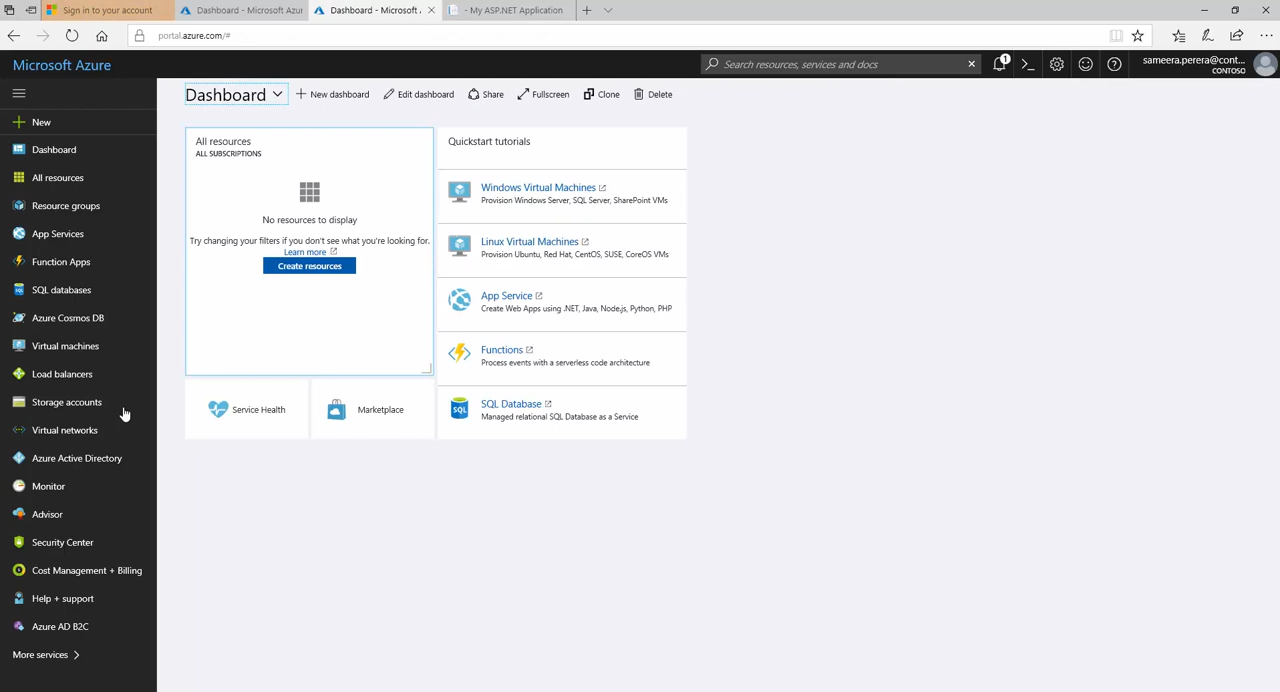 Sign in to your account
Dashboard - Microsoft Azur
Dashboard - Microsoft A
- My ASP.NET Application
portal.azure.com/#
Microsoft Azure
Search resources, services and docs
1
sameera.perera@cont...
CONTOSO
New
Dashboard
All resources
Resource groups
App Services
Function Apps
SQL databases
Azure Cosmos DB
Virtual machines
Load balancers
Storage accounts
Virtual networks
Azure Active Directory
Monitor
Advisor
Security Center
Cost Management + Billing
Help + support
Azure AD B2C
More services
Dashboard
New dashboard
Edit dashboard
Share
Fullscreen
Clone
Delete
All resources
ALL SUBSCRIPTIONS
No resources to display
Try changing your filters if you don't see what you're looking for.
Learn more
Create resources
Service Health
Marketplace
Quickstart tutorials
Windows Virtual Machines
Provision Windows Server, SQL Server, SharePoint VMs
Linux Virtual Machines
Provision Ubuntu, Red Hat, CentOS, SUSE, CoreOS VMs
App Service
Create Web Apps using .NET, Java, Node.js, Python, PHP
Functions
Process events with a serverless code architecture
SQL
SQL Database
Managed relational SQL Database as a Service